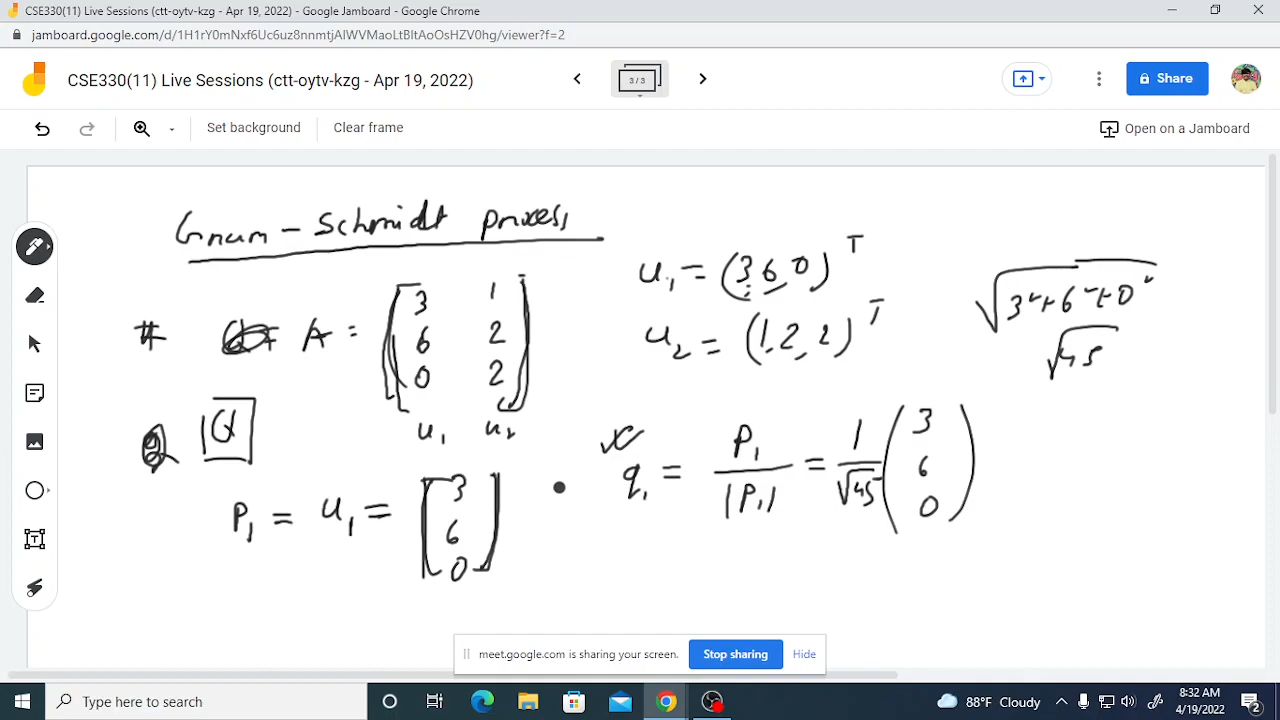 CSE330(11) Live Sessions (ctt-oytv-kzg - Apr 19, 2022) - Google Jamboard - Google Chrome
jamboard.google.com/d/1H1rY0mNxf6Uc6uz8nnmtjAIWVMaoLtBltAoOsHZV0hg/viewer?f=2
CSE330(11) Live Sessions (ctt-oytv-kzg - Apr 19, 2022)
3 / 3
Share
Set background
Clear frame
Open on a Jamboard
Gram - Schmidt process
# A = [3 1
6 2
0 2]
u₁ u₂
u₁ = (3, 6, 0)ᵀ
u₂ = (1, 2, 2)ᵀ
√3²+6²+0²
√45
Q
P₁ = u₁ = [3
6
0]
q₁ = P₁ / |P₁| = 1/√45 (3
6
0)
meet.google.com is sharing your screen.
Stop sharing
Hide
Type here to search
88°F Cloudy
8:32 AM
4/19/2022
2